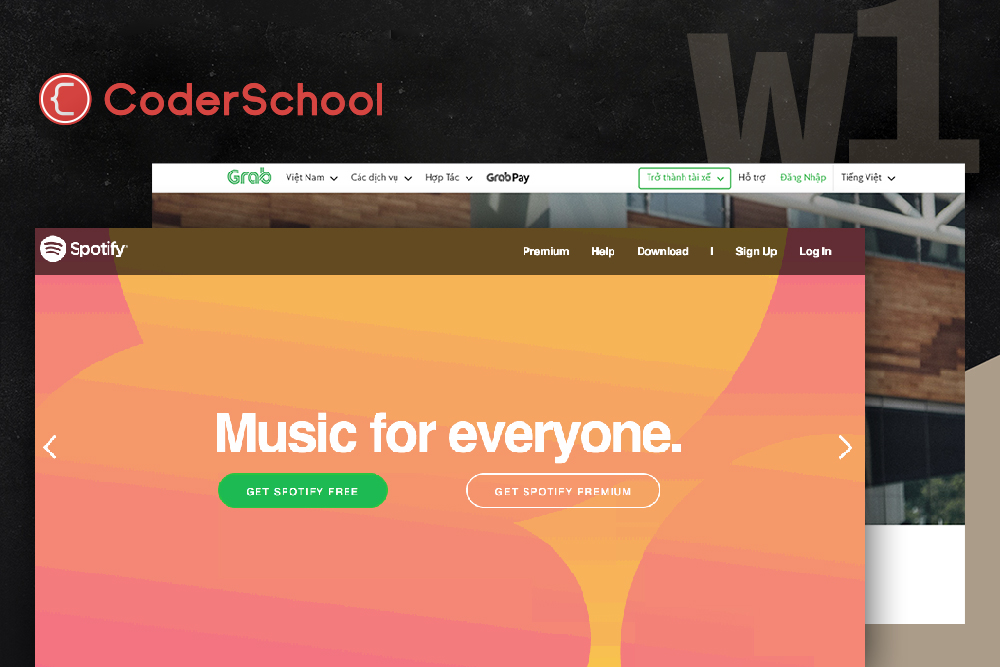 w1
CoderSchool
Grab Việt Nam Các dịch vụ Hợp Tác GrabPay Trở thành tài xế Hỗ trợ Đăng Nhập Tiếng Việt
Spotify Premium Help Download I Sign Up Log In
Music for everyone.
GET SPOTIFY FREE GET SPOTIFY PREMIUM